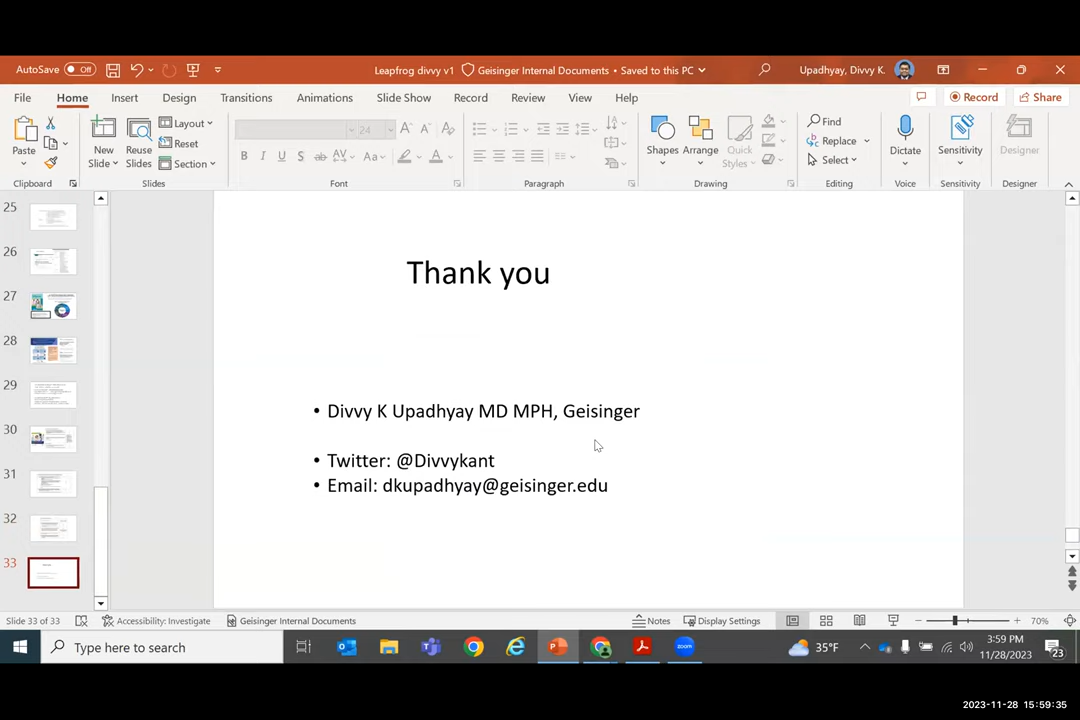 AutoSave Off
Leapfrog divvy v1
Geisinger Internal Documents • Saved to this PC
Upadhyay, Divvy K.
File Home Insert Design Transitions Animations Slide Show Record Review View Help
Record Share
Paste
New Slide
Reuse Slides
Layout
Reset
Section
24
B I U S ab AV Aa A
Shapes
Arrange
Quick Styles
Find
Replace
Select
Dictate
Sensitivity
Designer
Clipboard Slides Font Paragraph Drawing Editing Voice Sensitivity Designer
25
26
27
28
29
30
31
32
33
Thank you
• Divvy K Upadhyay MD MPH, Geisinger
• Twitter: @Divvykant
• Email: dkupadhyay@geisinger.edu
Slide 33 of 33 Accessibility: Investigate Geisinger Internal Documents Notes Display Settings 70%
Type here to search
zoom
35°F
3:59 PM
11/28/2023
23
2023-11-28 15:59:35